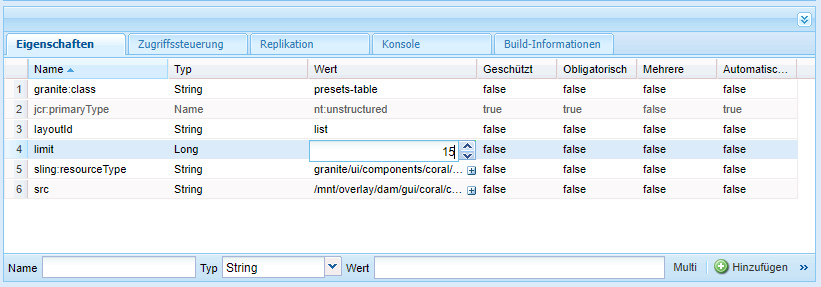 Eigenschaften Zugriffssteuerung Replikation Konsole Build-Informationen
Name Typ Wert Geschützt Obligatorisch Mehrere Automatisc...
1 granite:class String presets-table false false false false
2 jcr:primaryType Name nt:unstructured true true false true
3 layoutId String list false false false false
4 limit Long 15 false false false false
5 sling:resourceType String granite/ui/components/coral/... false false false false
6 src String /mnt/overlay/dam/gui/coral/c... false false false false
Name Typ String Wert Multi Hinzufügen »